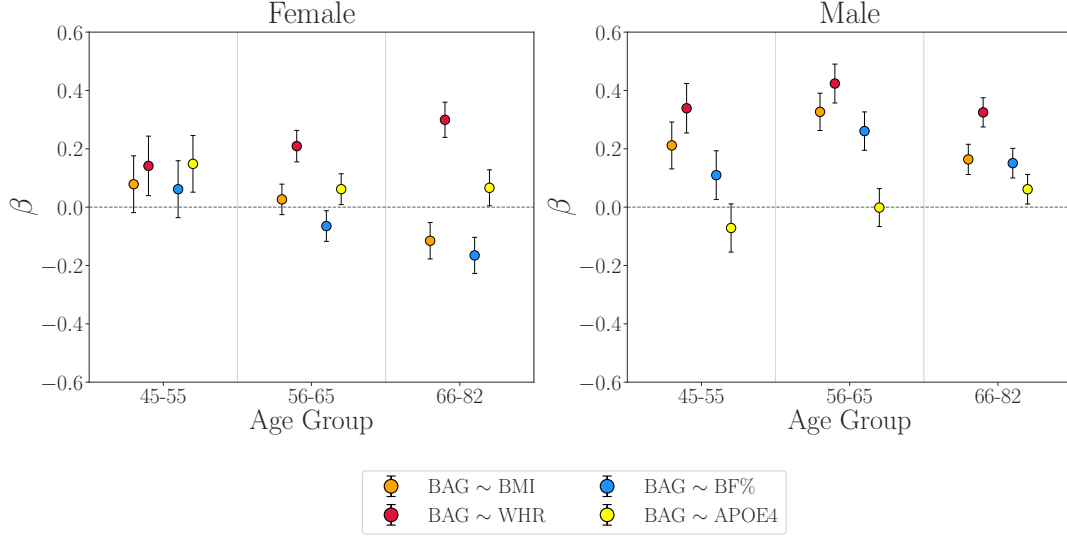 Female
0.6
0.4
0.2
0.0
−0.2
−0.4
−0.6
β
45-55
56-65
66-82
Age Group
Male
0.6
0.4
0.2
0.0
−0.2
−0.4
−0.6
β
45-55
56-65
66-82
Age Group
BAG ∼ BMI
BAG ∼ WHR
BAG ∼ BF%
BAG ∼ APOE4